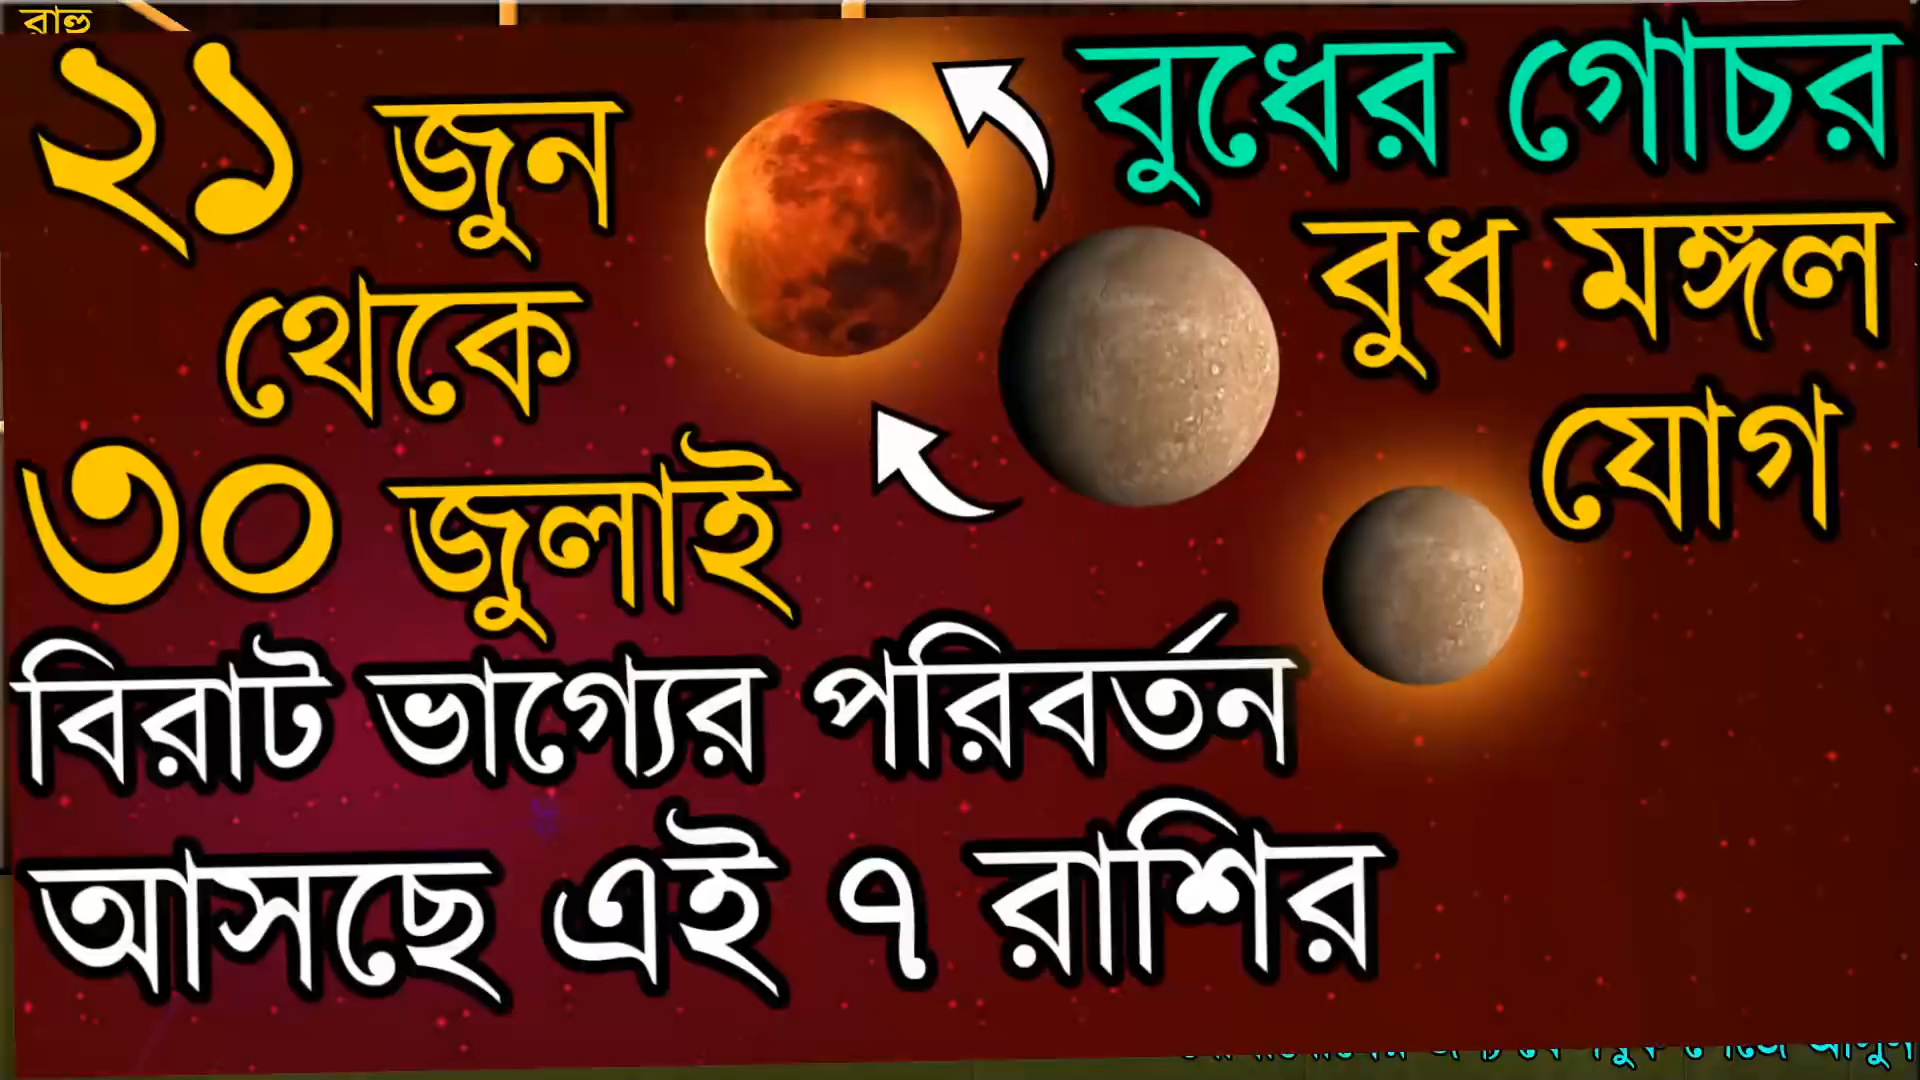 রাহু
২১ জুন
থেকে
৩০ জুলাই
বুধের গোচর
বুধ মঙ্গল
যোগ
বিরাট ভাগ্যের পরিবর্তন
আসছে এই ৭ রাশির